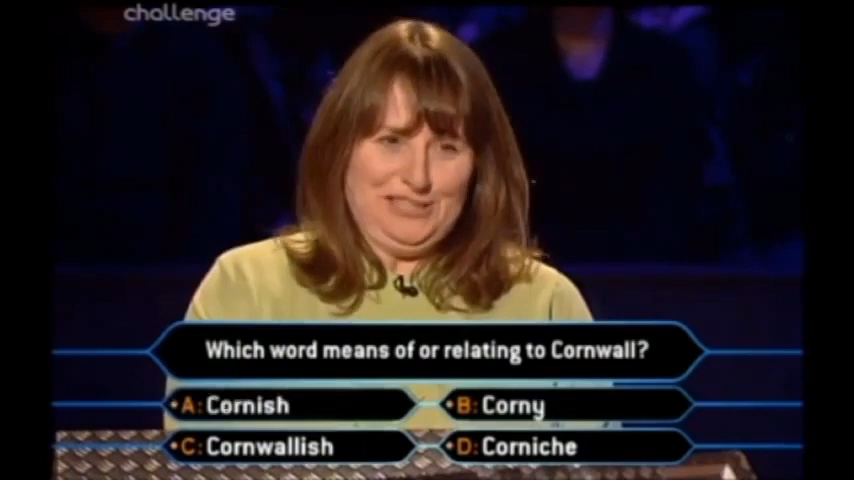 challenge
Which word means of or relating to Cornwall?
A: Cornish
B: Corny
C: Cornwallish
D: Corniche